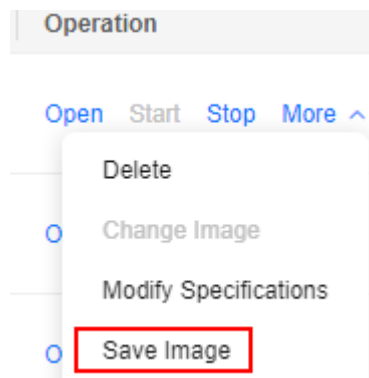 Operation
Open Start Stop More
Delete
O Change Image
Modify Specifications
O Save Image